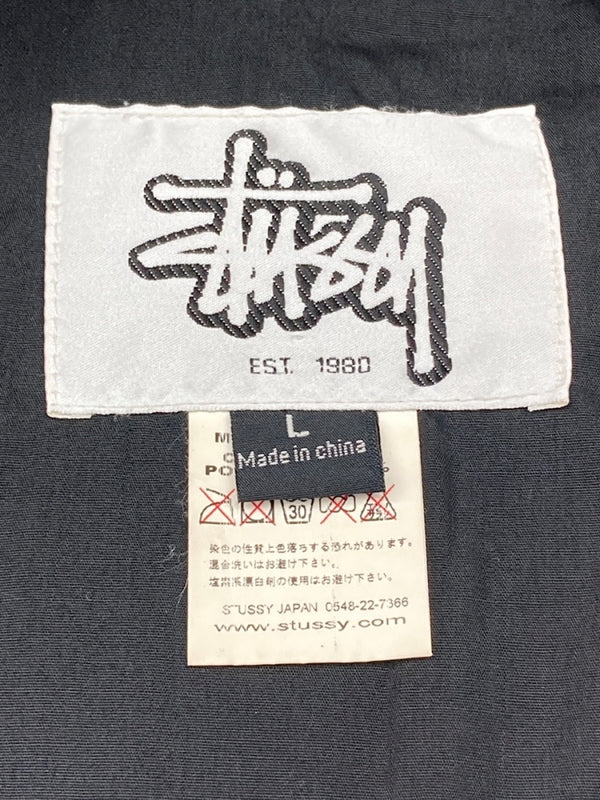 STÜSSY
EST. 1980
L
Made in china
PO
%
30
染色の性質上色落ちする恐れがあります。
混合洗いはお避け下さい。
塩素系漂白剤の使用はお避け下さい。
STUSSY JAPAN 0548-22-7366
www.stussy.com